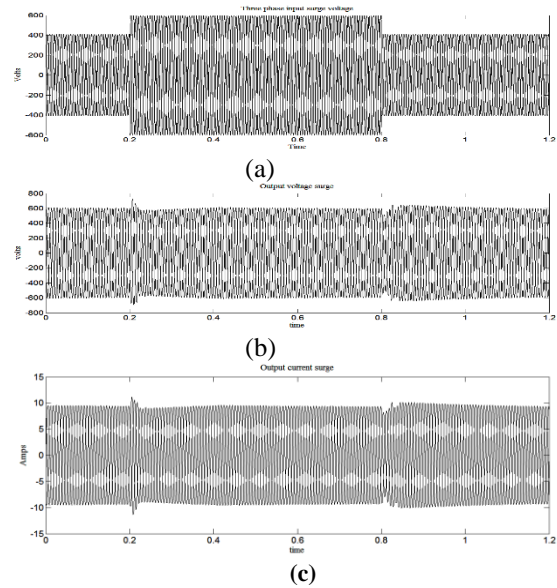 Three phase input surge voltage
600
400
200
0
-200
-400
-600
Volts
0 0.2 0.4 0.6 0.8 1 1.2
Time
(a)
Output voltage surge
800
600
400
200
0
-200
-400
-600
-800
volts
0 0.2 0.4 0.6 0.8 1 1.2
time
(b)
Output current surge
15
10
5
0
-5
-10
-15
Amps
0 0.2 0.4 0.6 0.8 1 1.2
time
(c)